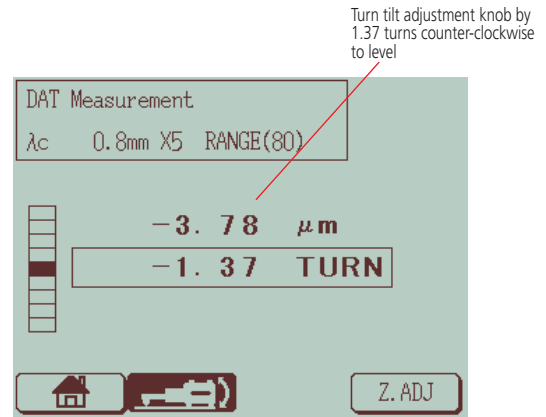 Turn tilt adjustment knob by
1.37 turns counter-clockwise
to level
DAT Measurement
λc 0.8mm X5 RANGE(80)
-3. 78 μm
-1. 37 TURN
Z.ADJ